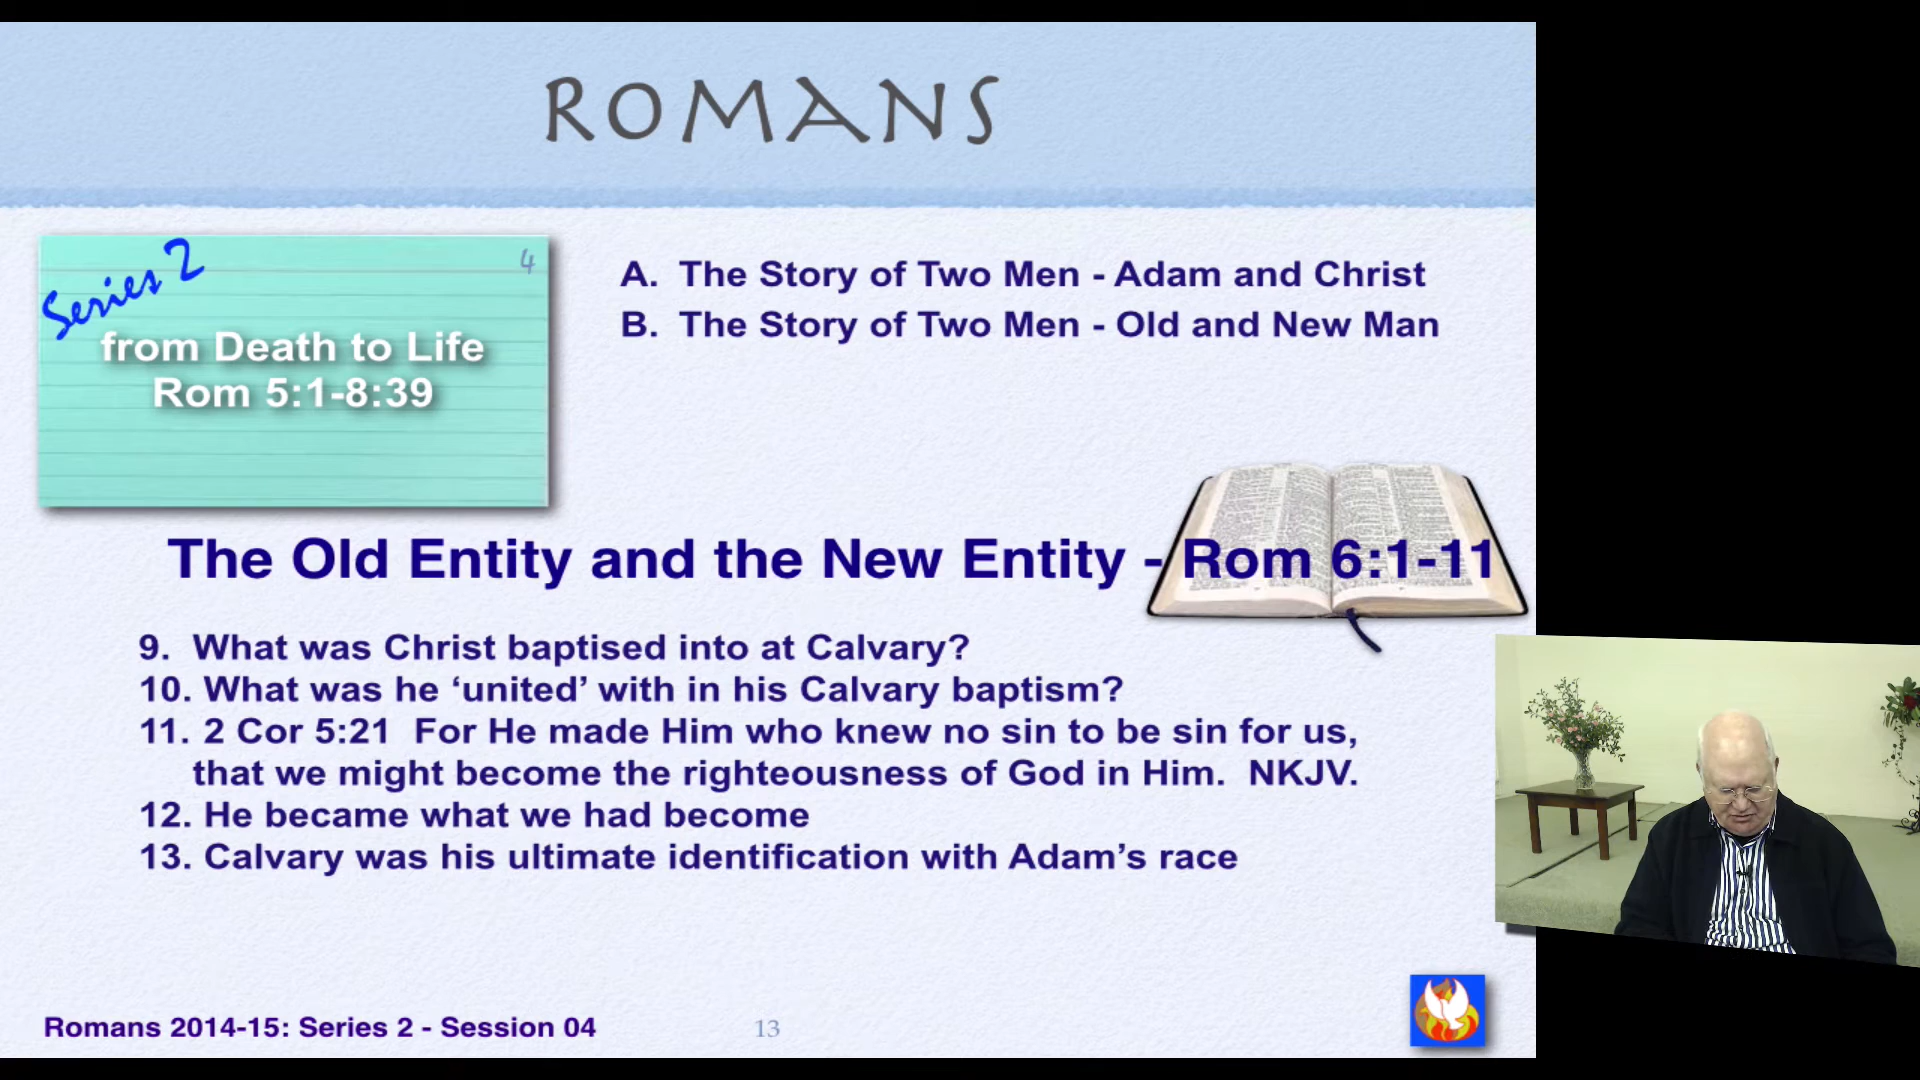 ROMANS
Series 2
4
from Death to Life
Rom 5:1-8:39
A. The Story of Two Men - Adam and Christ
B. The Story of Two Men - Old and New Man
The Old Entity and the New Entity - Rom 6:1-11
9. What was Christ baptised into at Calvary?
10. What was he ‘united’ with in his Calvary baptism?
11. 2 Cor 5:21 For He made Him who knew no sin to be sin for us,
that we might become the righteousness of God in Him. NKJV.
12. He became what we had become
13. Calvary was his ultimate identification with Adam’s race
Romans 2014-15: Series 2 - Session 04
13